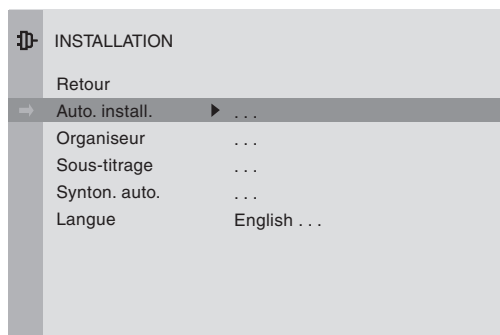 INSTALLATION
Retour
Auto. install. ...
Organiseur ...
Sous-titrage ...
Synton. auto. ...
Langue English ...